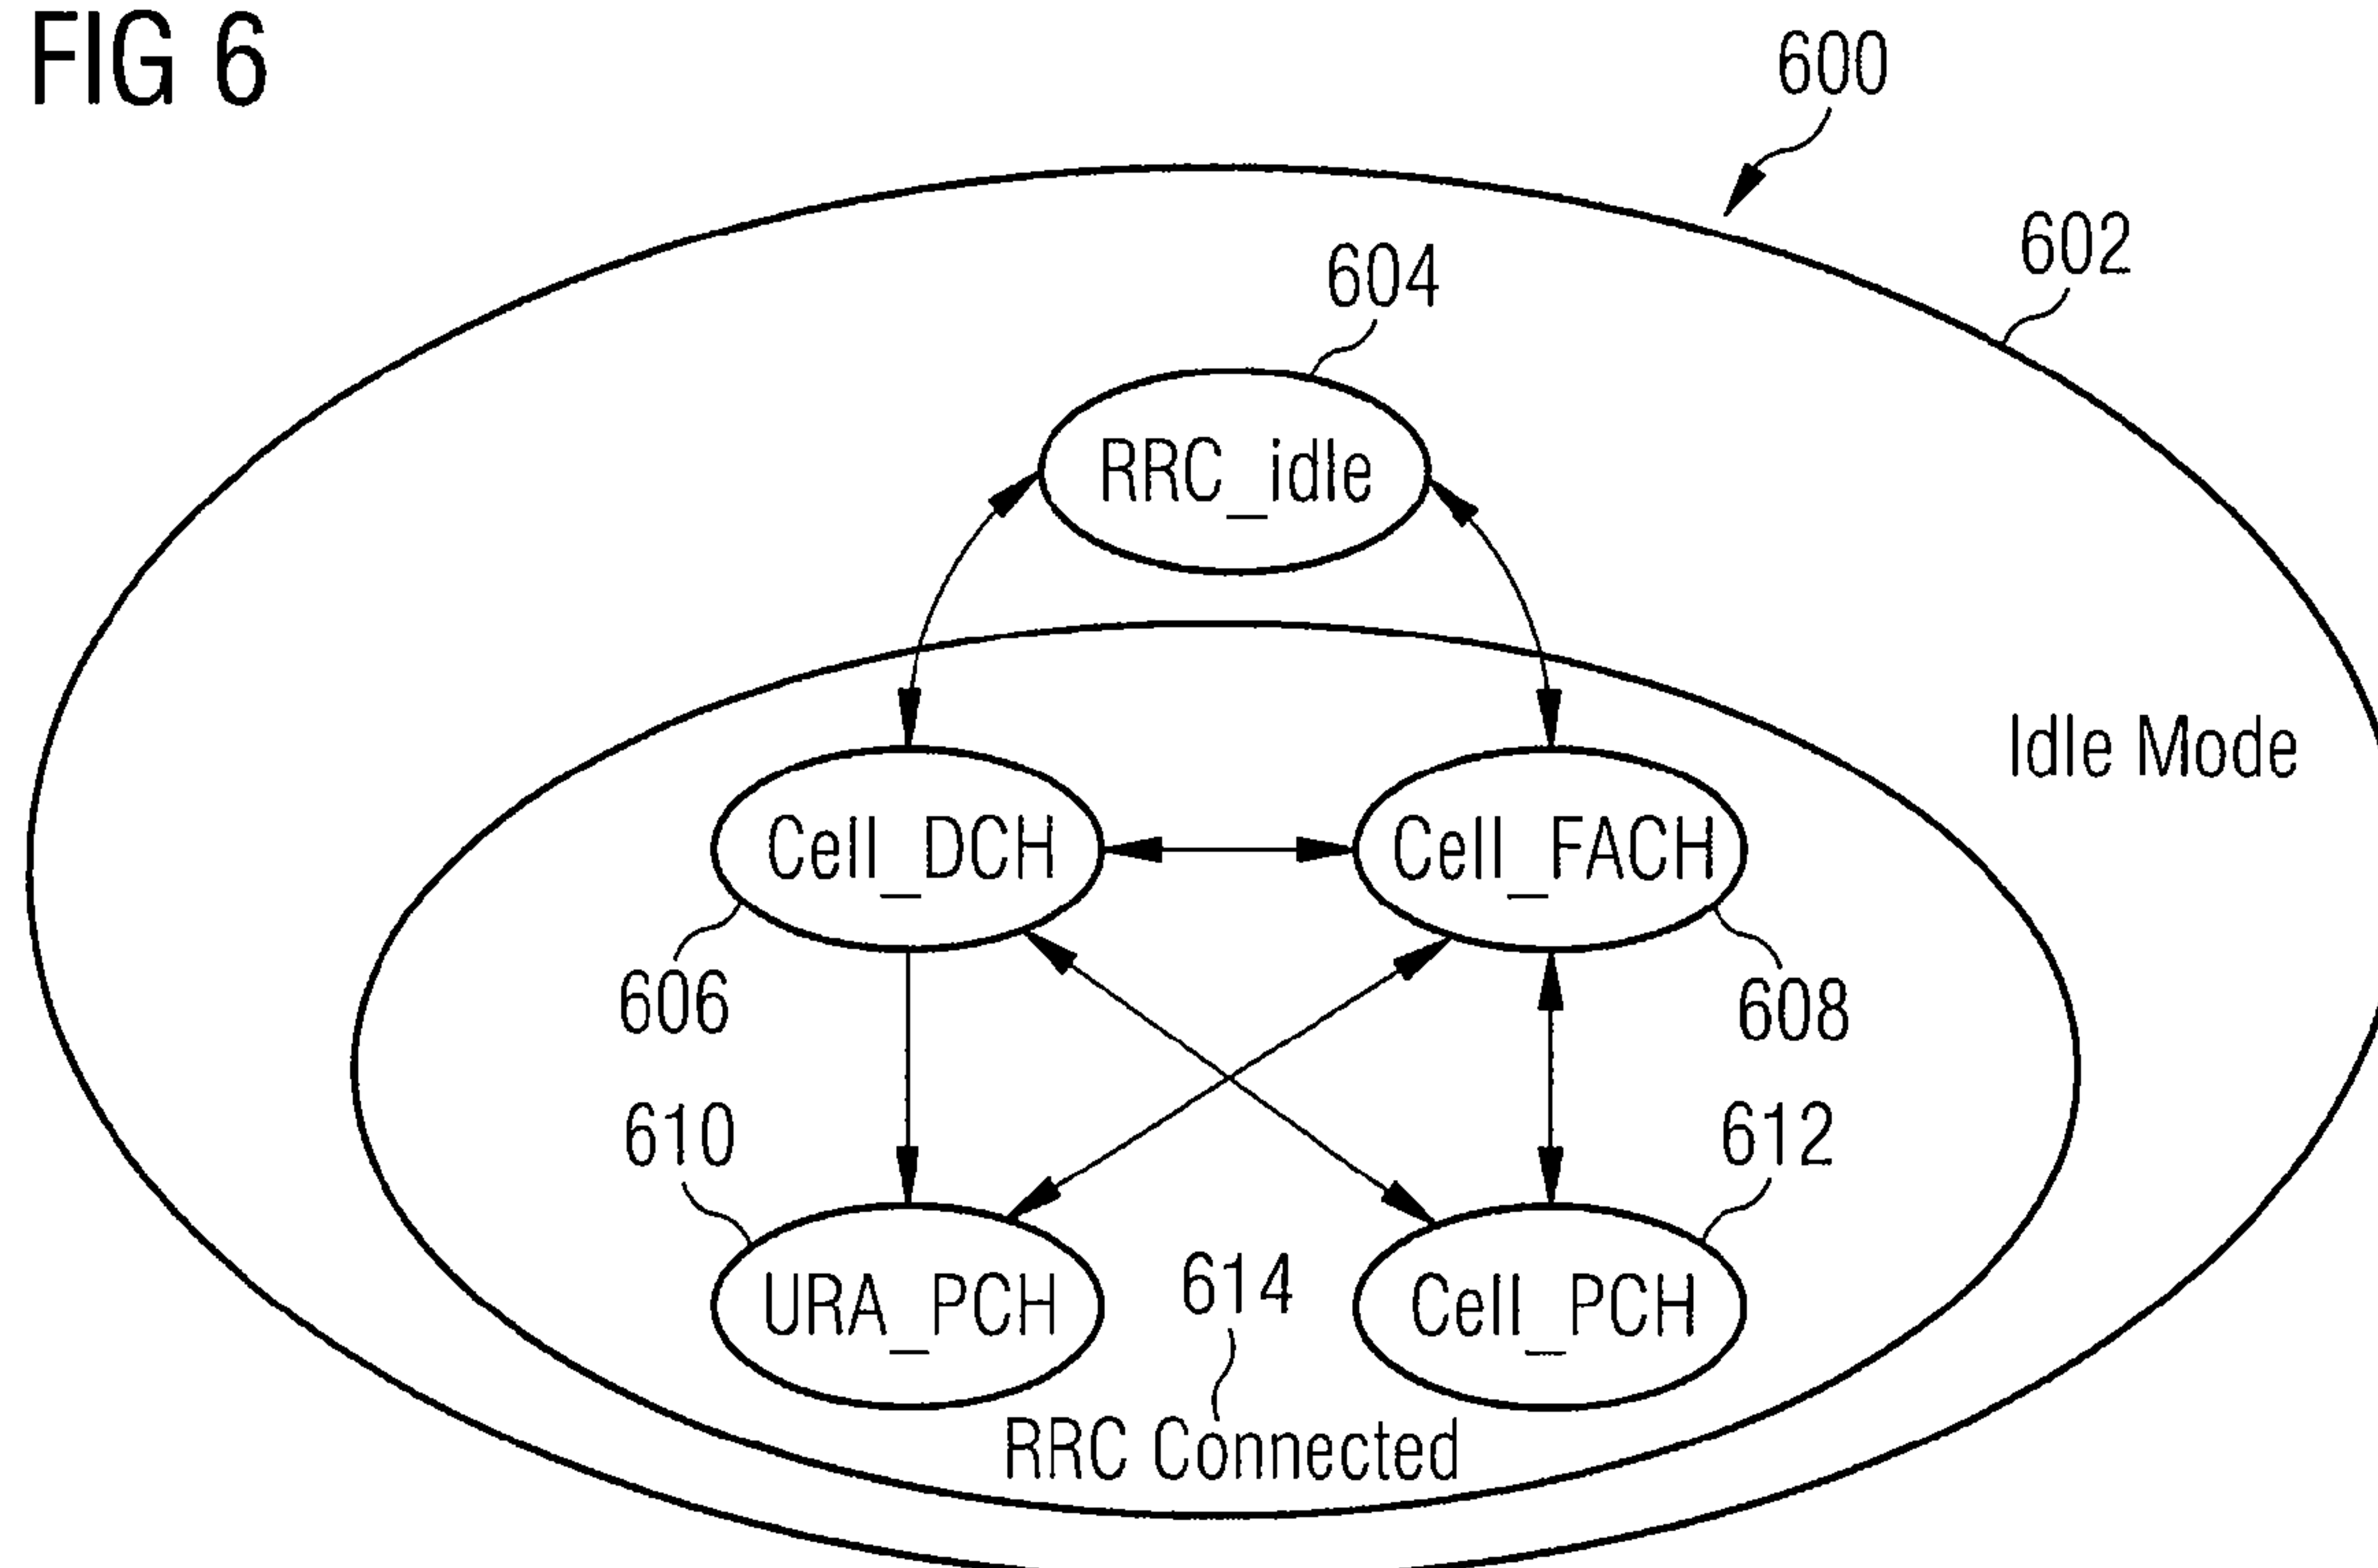 FIG 6
600
602
604
RRC_idle
Idle Mode
Cell_DCH
Cell_FACH
606
608
610
612
614
URA_PCH
Cell_PCH
RRC Connected